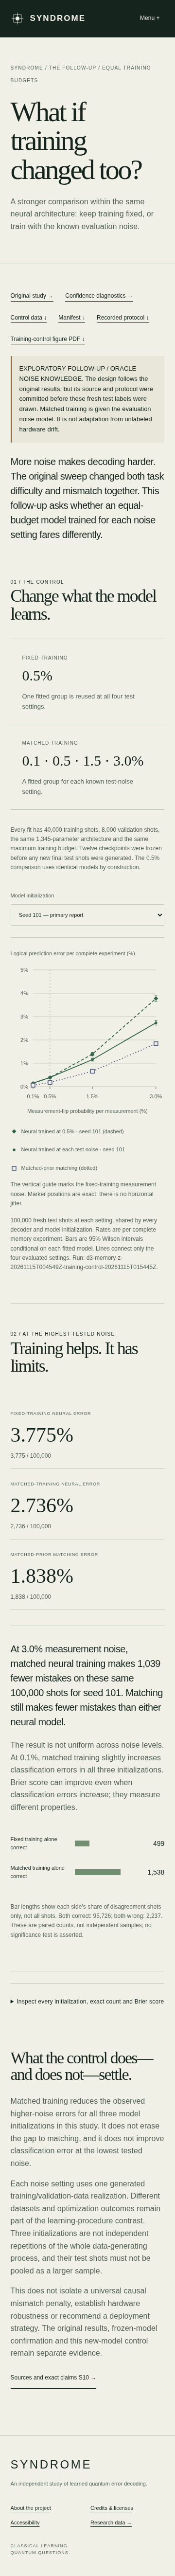 SYNDROME
Menu +
SYNDROME / THE FOLLOW-UP / EQUAL TRAINING
BUDGETS
What if
training
changed too?
A stronger comparison within the same
neural architecture: keep training fixed, or
train with the known evaluation noise.
Original study →
Confidence diagnostics →
Control data ↓
Manifest ↓
Recorded protocol ↓
Training-control figure PDF ↓
EXPLORATORY FOLLOW-UP / ORACLE
NOISE KNOWLEDGE. The design follows the
original results, but its source and protocol were
committed before these fresh test labels were
drawn. Matched training is given the evaluation
noise model. It is not adaptation from unlabeled
hardware drift.
More noise makes decoding harder.
The original sweep changed both task
difficulty and mismatch together. This
follow-up asks whether an equal-
budget model trained for each noise
setting fares differently.
01 / THE CONTROL
Change what the model
learns.
FIXED TRAINING
0.5%
One fitted group is reused at all four test
settings.
MATCHED TRAINING
0.1 · 0.5 · 1.5 · 3.0%
A fitted group for each known test-noise
setting.
Every fit has 40,000 training shots, 8,000 validation shots,
the same 1,345-parameter architecture and the same
maximum training budget. Twelve checkpoints were frozen
before any new final test shots were generated. The 0.5%
comparison uses identical models by construction.
Model initialization
Seed 101 — primary report
Logical prediction error per complete experiment (%)
5%
4%
3%
2%
1%
0%
0.1%
0.5%
1.5%
3.0%
Measurement-flip probability per measurement (%)
Neural trained at 0.5% · seed 101 (dashed)
Neural trained at each test noise · seed 101
Matched-prior matching (dotted)
The vertical guide marks the fixed-training measurement
noise. Marker positions are exact; there is no horizontal
jitter.
100,000 fresh test shots at each setting, shared by every
decoder and model initialization. Rates are per complete
memory experiment. Bars are 95% Wilson intervals
conditional on each fitted model. Lines connect only the
four evaluated settings. Run: d3-memory-z-
20261115T004549Z-training-control-20261115T015445Z.
02 / AT THE HIGHEST TESTED NOISE
Training helps. It has
limits.
FIXED-TRAINING NEURAL ERROR
3.775%
3,775 / 100,000
MATCHED-TRAINING NEURAL ERROR
2.736%
2,736 / 100,000
MATCHED-PRIOR MATCHING ERROR
1.838%
1,838 / 100,000
At 3.0% measurement noise,
matched neural training makes 1,039
fewer mistakes on these same
100,000 shots for seed 101. Matching
still makes fewer mistakes than either
neural model.
The result is not uniform across noise levels.
At 0.1%, matched training slightly increases
classification errors in all three initializations.
Brier score can improve even when
classification errors increase; they measure
different properties.
Fixed training alone
correct
499
Matched training alone
correct
1,538
Bar lengths show each side's share of disagreement shots
only, not all shots. Both correct: 95,726; both wrong: 2,237.
These are paired counts, not independent samples; no
significance test is asserted.
▶ Inspect every initialization, exact count and Brier score
What the control does—
and does not—settle.
Matched training reduces the observed
higher-noise errors for all three model
initializations in this study. It does not erase
the gap to matching, and it does not improve
classification error at the lowest tested
noise.
Each noise setting uses one generated
training/validation-data realization. Different
datasets and optimization outcomes remain
part of the learning-procedure contrast.
Three initializations are not independent
repetitions of the whole data-generating
process, and their test shots must not be
pooled as a larger sample.
This does not isolate a universal causal
mismatch penalty, establish hardware
robustness or recommend a deployment
strategy. The original results, frozen-model
confirmation and this new-model control
remain separate evidence.
Sources and exact claims S10 →
SYNDROME
An independent study of learned quantum error decoding.
About the project
Credits & licenses
Accessibility
Research data →
CLASSICAL LEARNING.
QUANTUM QUESTIONS.